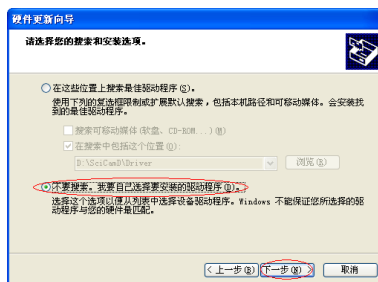 硬件更新向导
请选择您的搜索和安装选项。
在这些位置上搜索最佳驱动程序(S)。
使用下列的复选框限制或扩展默认搜索，包括本机路径和可移动媒体。会安装找
到的最佳驱动程序。
搜索可移动媒体(软盘、CD-ROM...)(M)
在搜索中包括这个位置(O):
D:\SciCamD\Driver
浏览(R)
不要搜索。我要自己选择要安装的驱动程序(D)。
选择这个选项以便从列表中选择设备驱动程序。Windows 不能保证您所选择的驱
动程序与您的硬件最匹配。
<上一步(B)
下一步(N)>
取消